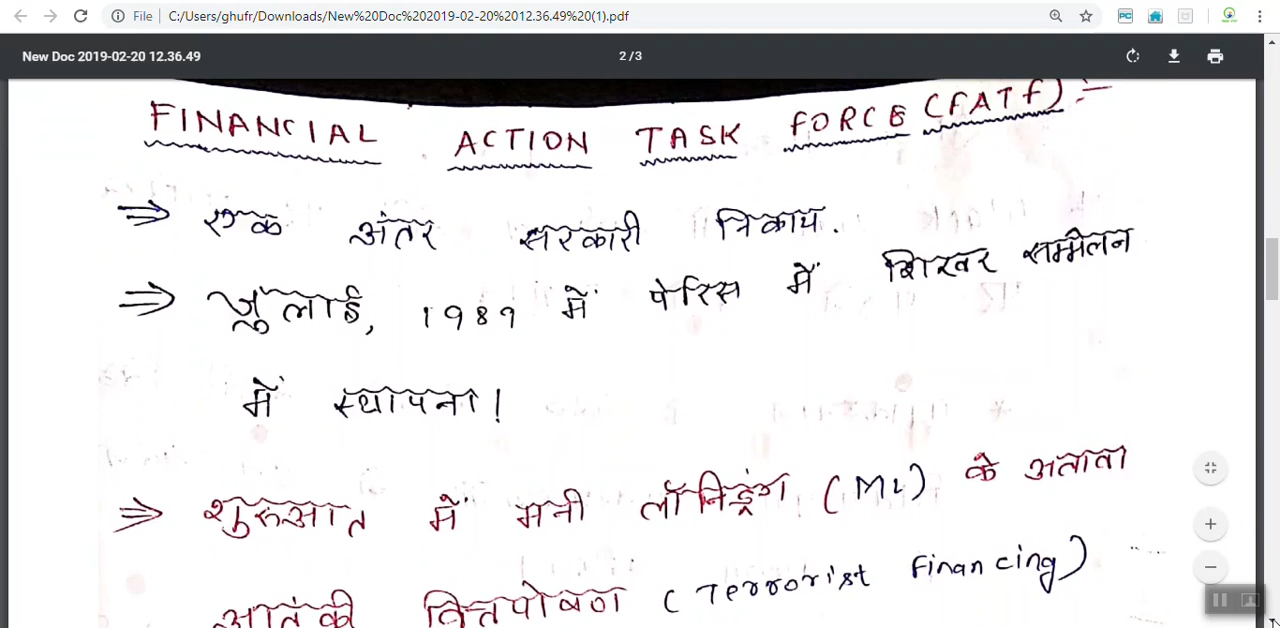 File C:/Users/ghufr/Downloads/New%20Doc%202019-02-20%2012.36.49%20(1).pdf
New Doc 2019-02-20 12.36.49 2 / 3
FINANCIAL ACTION TASK FORCE (FATF) :-
⇒ एक अंतर सरकारी निकाय.
⇒ जुलाई, 1989 में पेरिस में शिखर सम्मेलन
में स्थापना!
⇒ शुरुआत में मनी लॉनिड्रंग (ML) के अलावा
आतंकी वित्तपोषण (Terrorist Financing)